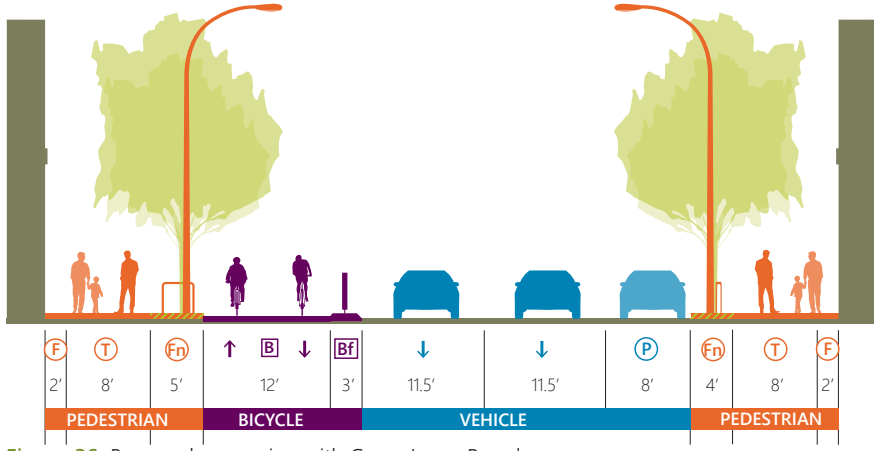 F T Fn B Bf P Fn T F
2’ 8’ 5’ 12’ 3’ 11.5’ 11.5’ 8’ 4’ 8’ 2’
PEDESTRIAN BICYCLE VEHICLE PEDESTRIAN